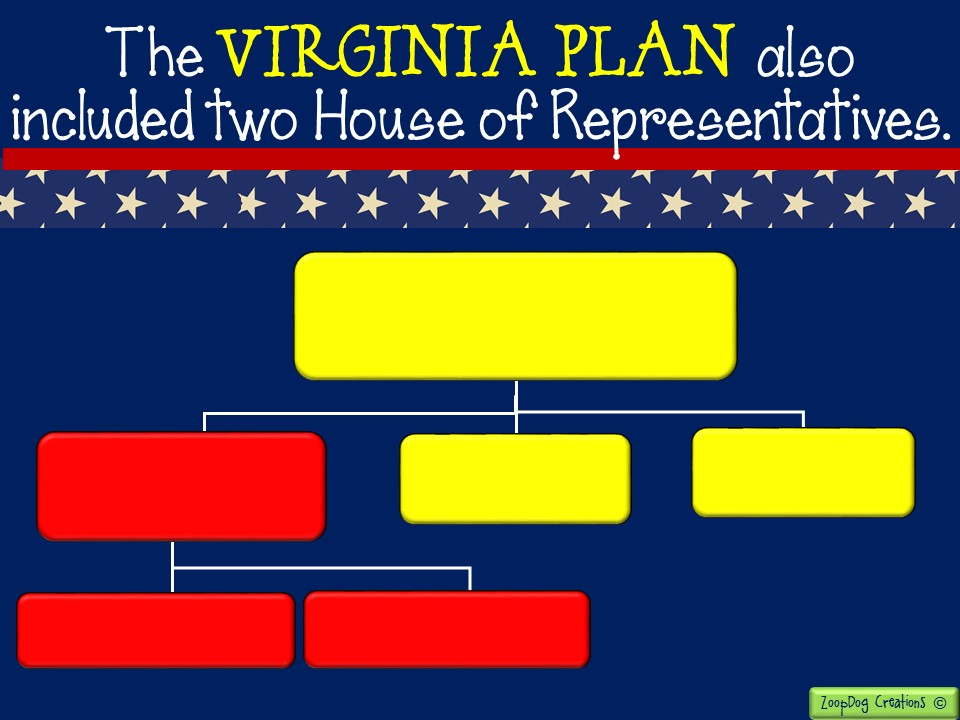 The VIRGINIA PLAN also
included two House of Representatives.
ZoopDog Creations ©